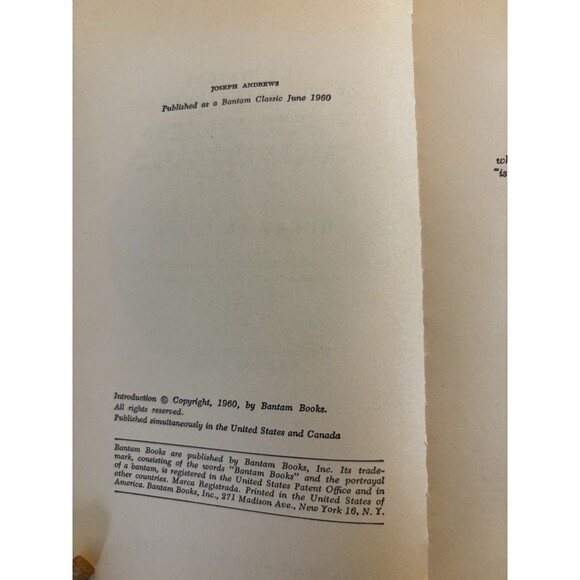 JOSEPH ANDREWS
Published as a Bantam Classic June 1960
Introduction © Copyright, 1960, by Bantam Books.
All rights reserved.
Published simultaneously in the United States and Canada
Bantam Books are published by Bantam Books, Inc. Its trade-
mark, consisting of the words "Bantam Books" and the portrayal
of a bantam, is registered in the United States Patent Office and in
other countries. Marca Registrada. Printed in the United States of
America. Bantam Books, Inc., 271 Madison Ave., New York 16, N. Y.
"is